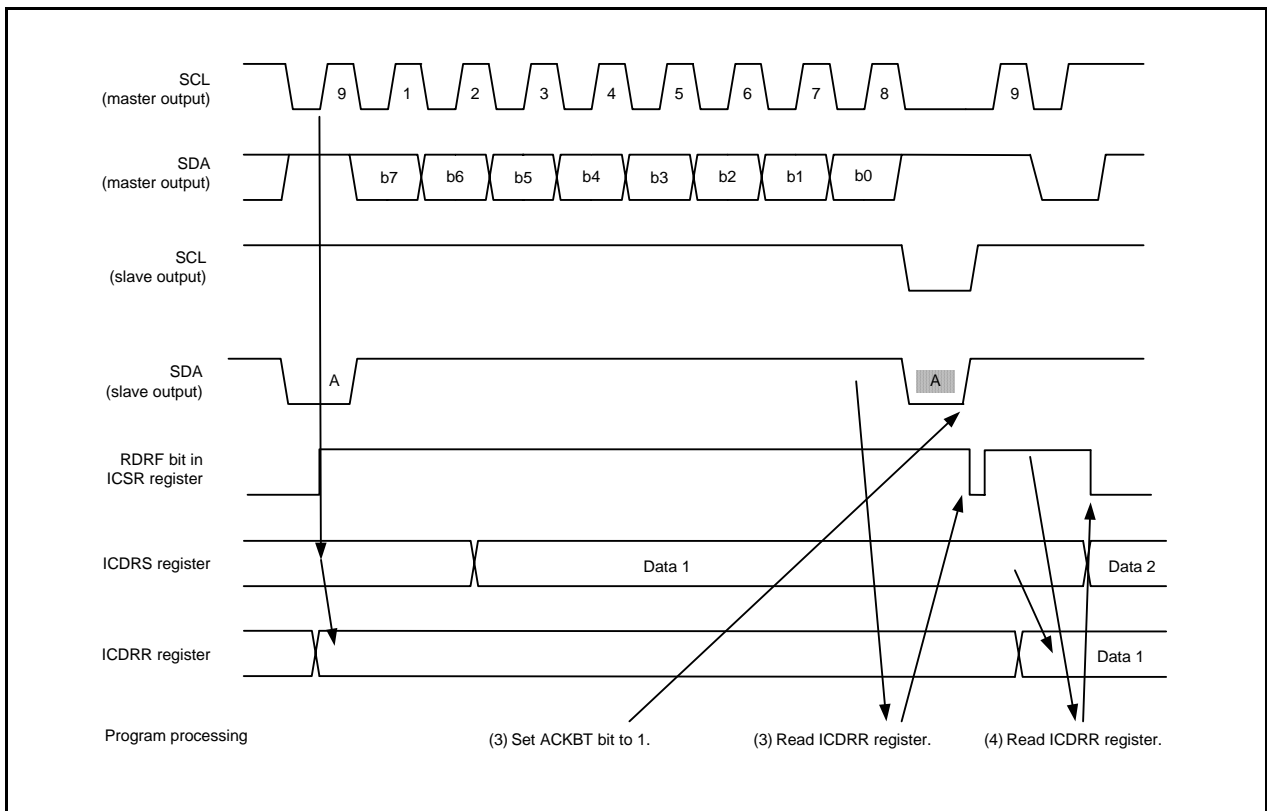 SCL
(master output)
9 1 2 3 4 5 6 7 8 9
SDA
(master output)
b7 b6 b5 b4 b3 b2 b1 b0
SCL
(slave output)
SDA
(slave output)
A A
RDRF bit in
ICSR register
ICDRS register
Data 1 Data 2
ICDRR register
Data 1
Program processing
(3) Set ACKBT bit to 1. (3) Read ICDRR register. (4) Read ICDRR register.